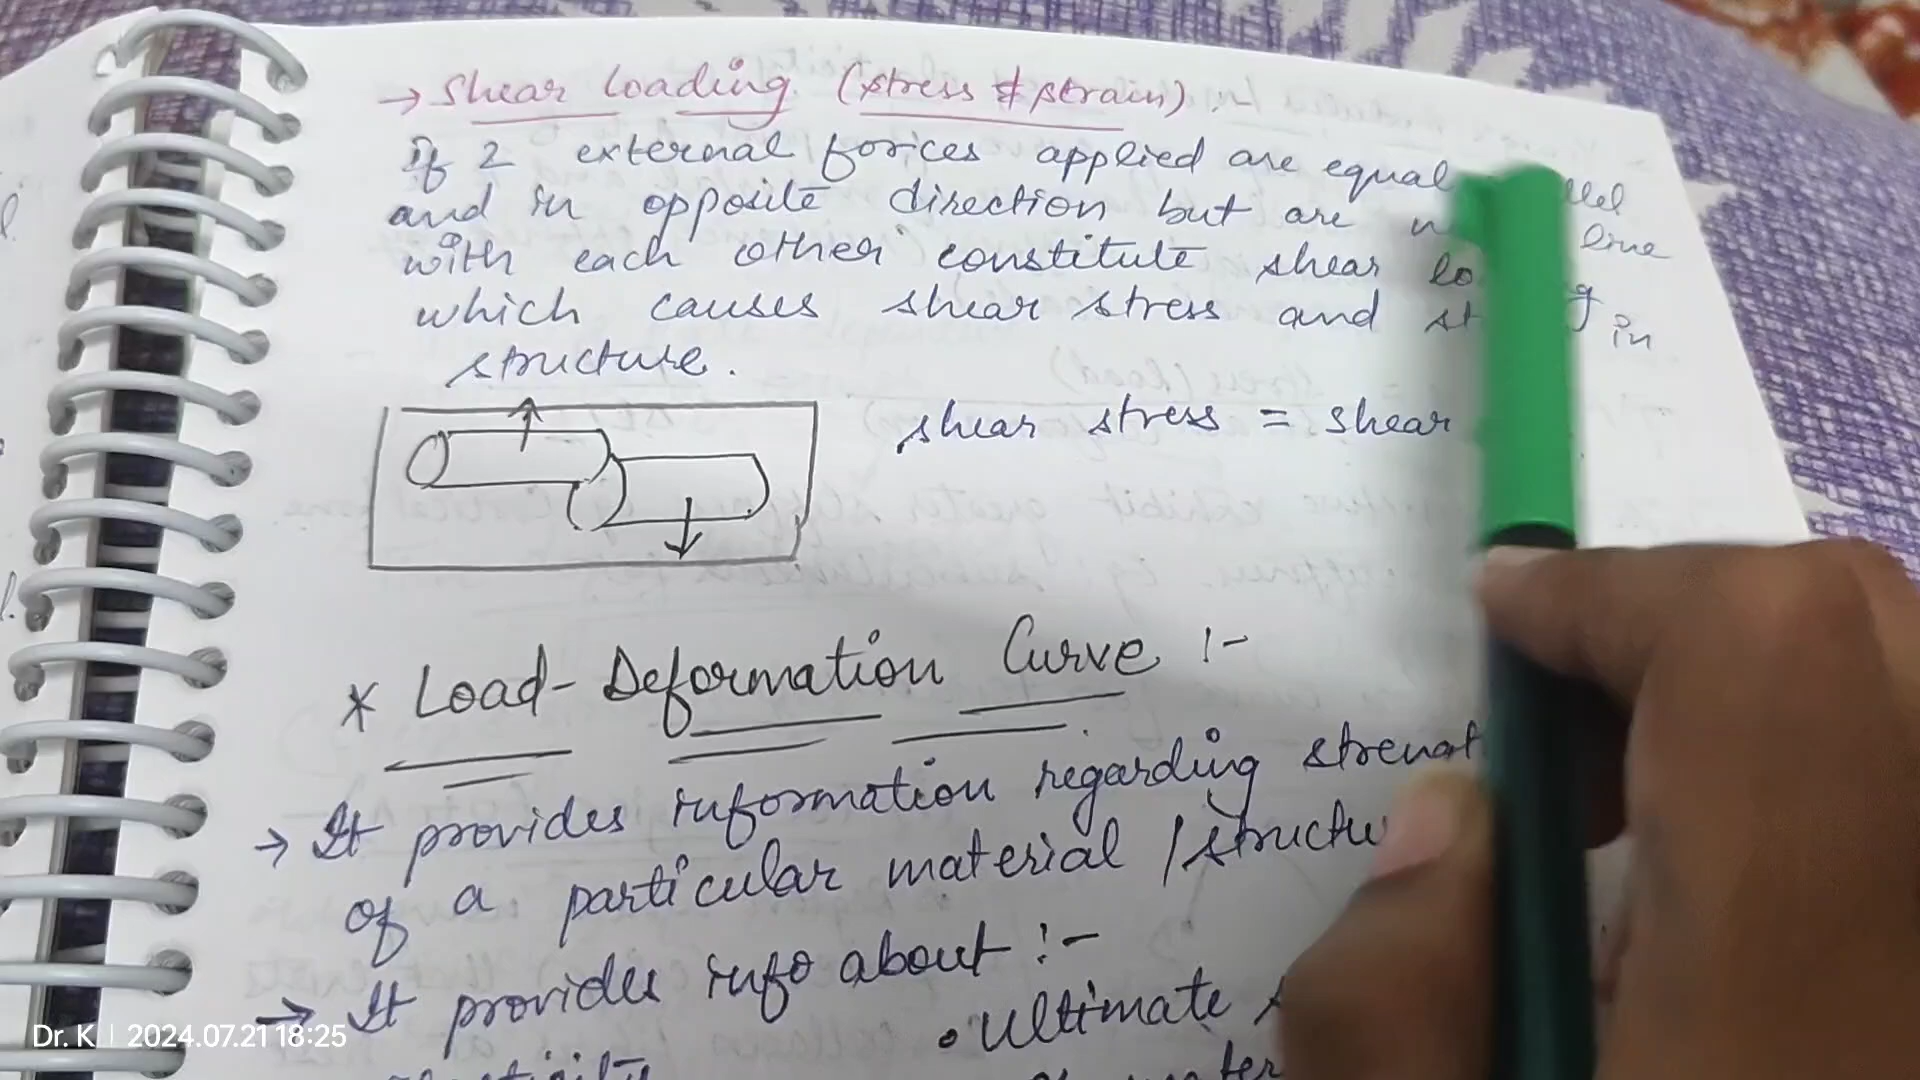 → Shear Loading (stress & strain) :-
If 2 external forces applied are equal
and in opposite direction but are line
with each other constitute shear
which causes shear stress and in
structure.
shear stress = shear
* Load-Deformation Curve :-
→ It provides information regarding
of a particular material /
→ It provides info about :-
• Ultimate
Dr. K | 2024.07.21 18:25